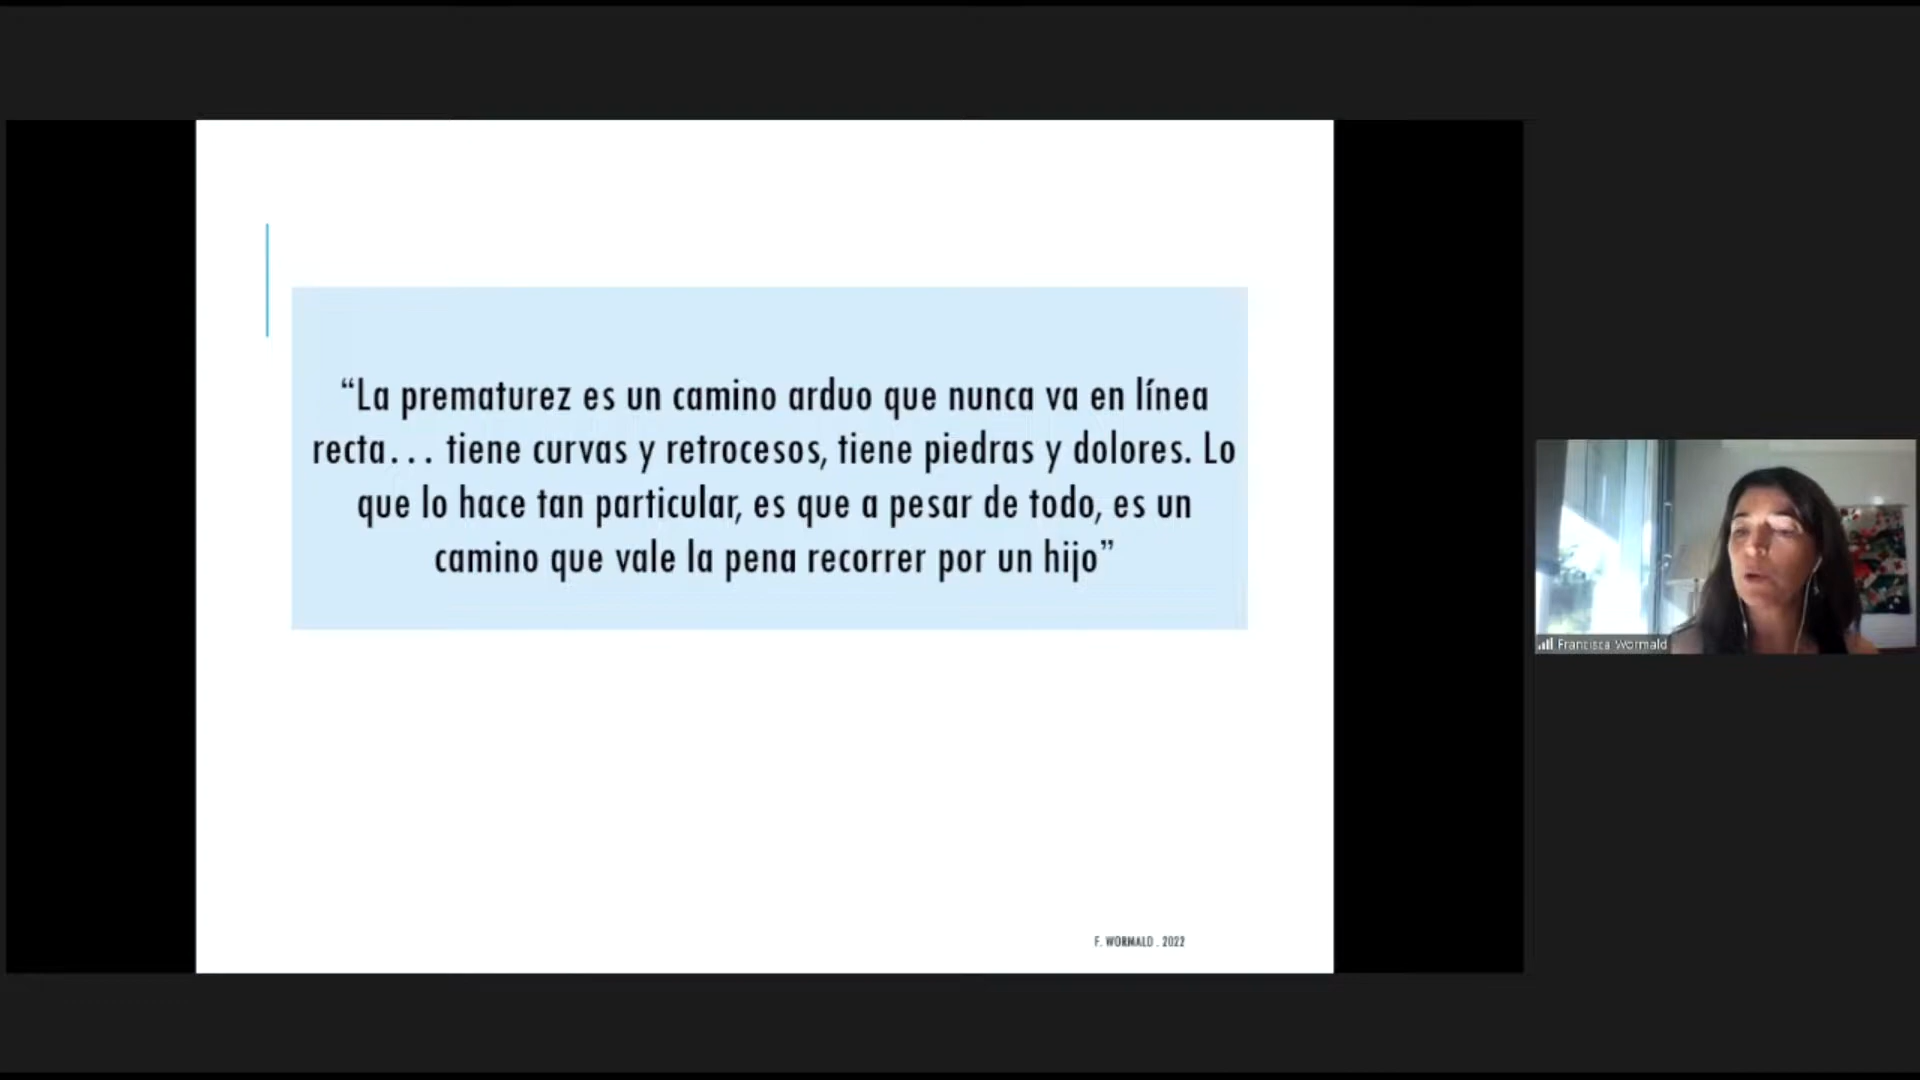 “La prematurez es un camino arduo que nunca va en línea
recta... tiene curvas y retrocesos, tiene piedras y dolores. Lo
que lo hace tan particular, es que a pesar de todo, es un
camino que vale la pena recorrer por un hijo”
Francisca Wormald
F. WORMALD . 2022